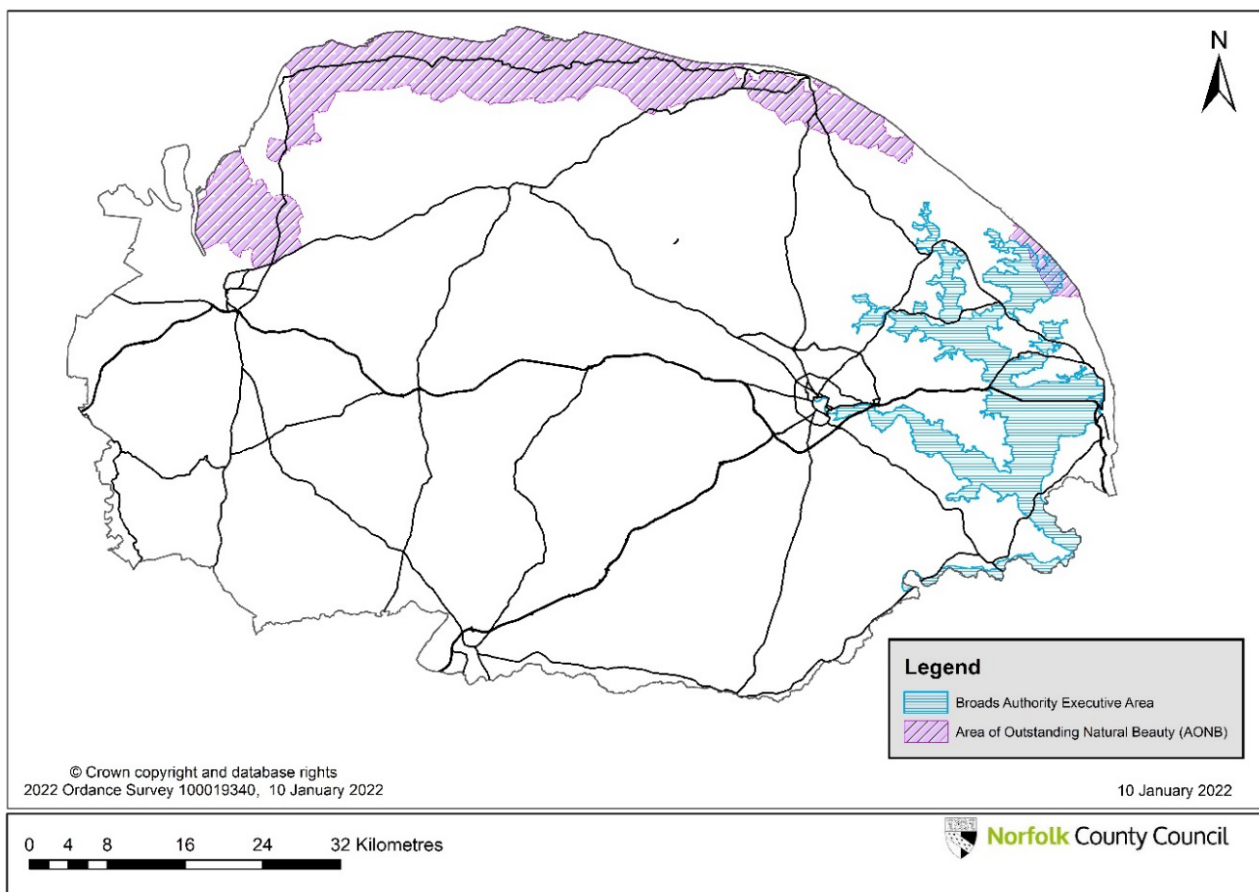 N
Legend
Broads Authority Executive Area
Area of Outstanding Natural Beauty (AONB)
© Crown copyright and database rights
2022 Ordance Survey 100019340, 10 January 2022
10 January 2022
0 4 8 16 24 32 Kilometres
Norfolk County Council